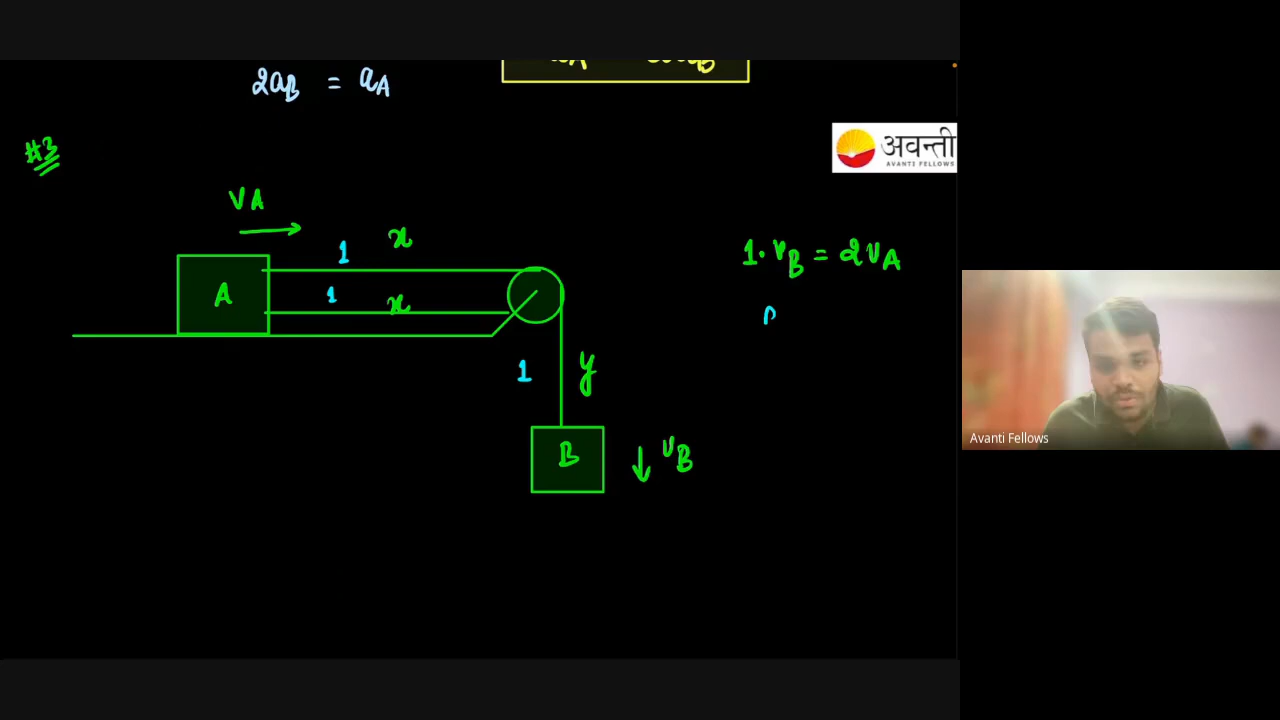 2aB = aA
#3
अवन्ती
AVANTI FELLOWS
VA
1 x
1 x
A
1 y
B
vB
1. vB = 2vA
Avanti Fellows